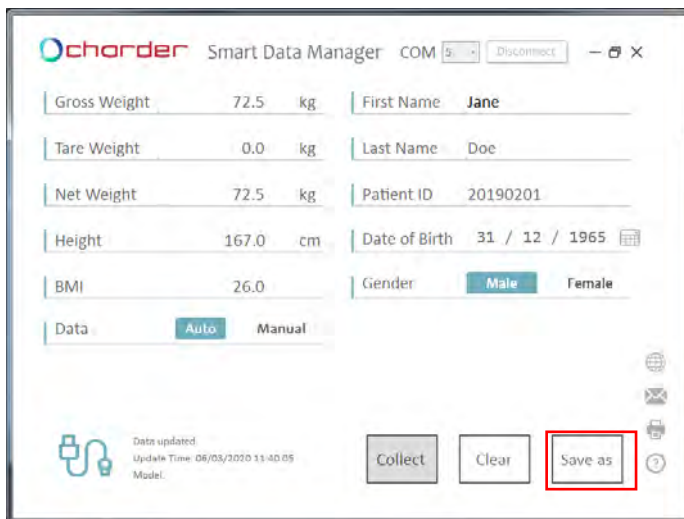 charder Smart Data Manager COM 5 Disconnect
Gross Weight 72.5 kg
Tare Weight 0.0 kg
Net Weight 72.5 kg
Height 167.0 cm
BMI 26.0
Data Auto Manual
First Name Jane
Last Name Doe
Patient ID 20190201
Date of Birth 31 / 12 / 1965
Gender Male Female
Data updated.
Update Time: 06/03/2020 11:40:05
Model:
Collect Clear Save as